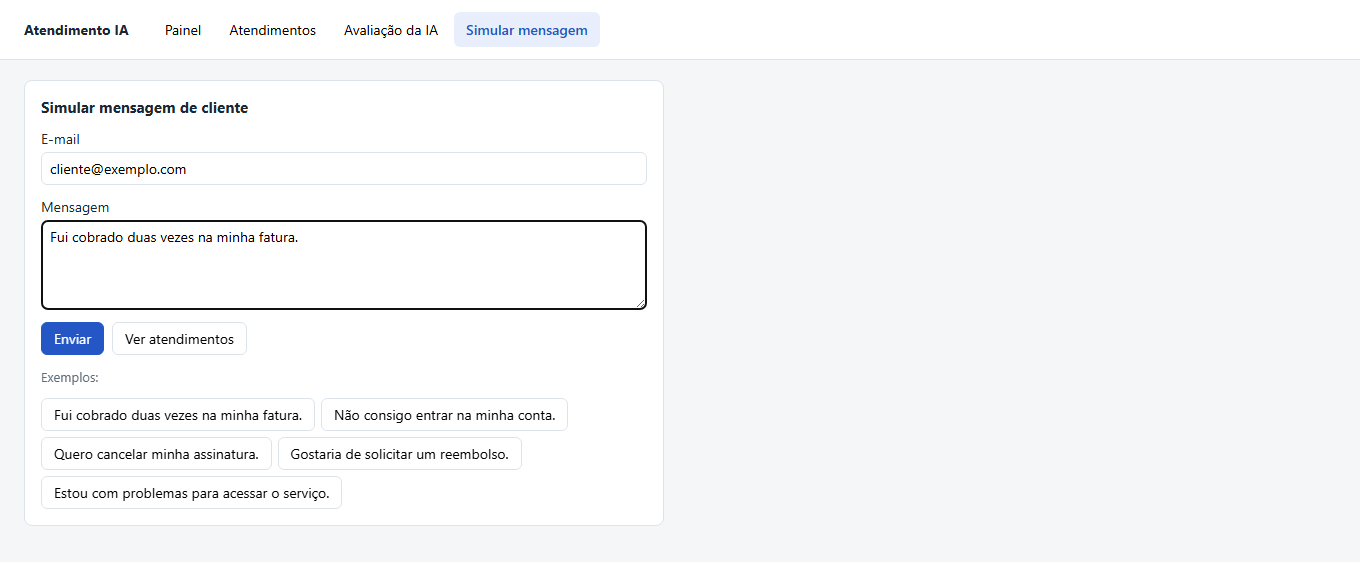 Atendimento IA Painel Atendimentos Avaliação da IA Simular mensagem
Simular mensagem de cliente
E-mail
cliente@exemplo.com
Mensagem
Fui cobrado duas vezes na minha fatura.
Enviar Ver atendimentos
Exemplos:
Fui cobrado duas vezes na minha fatura. Não consigo entrar na minha conta.
Quero cancelar minha assinatura. Gostaria de solicitar um reembolso.
Estou com problemas para acessar o serviço.